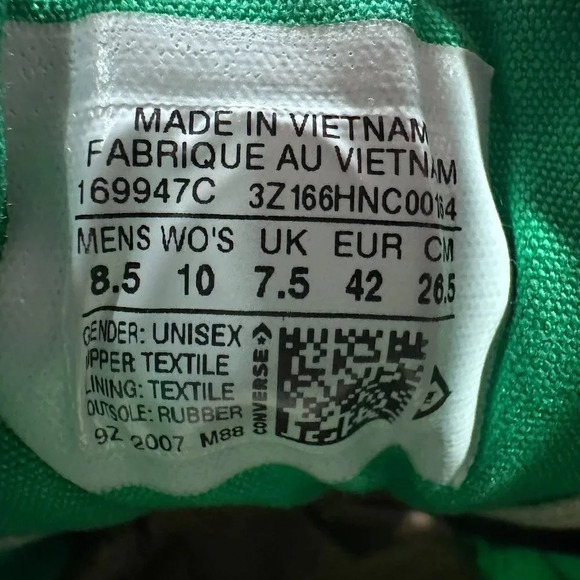 MADE IN VIETNAM
FABRIQUE AU VIETNAM
169947C 3Z166HNC00164
MENS WO'S UK EUR CM
8.5 10 7.5 42 26.5
GENDER: UNISEX
UPPER TEXTILE
LINING: TEXTILE
OUTSOLE: RUBBER
9Z 2007 M88
CONVERSE